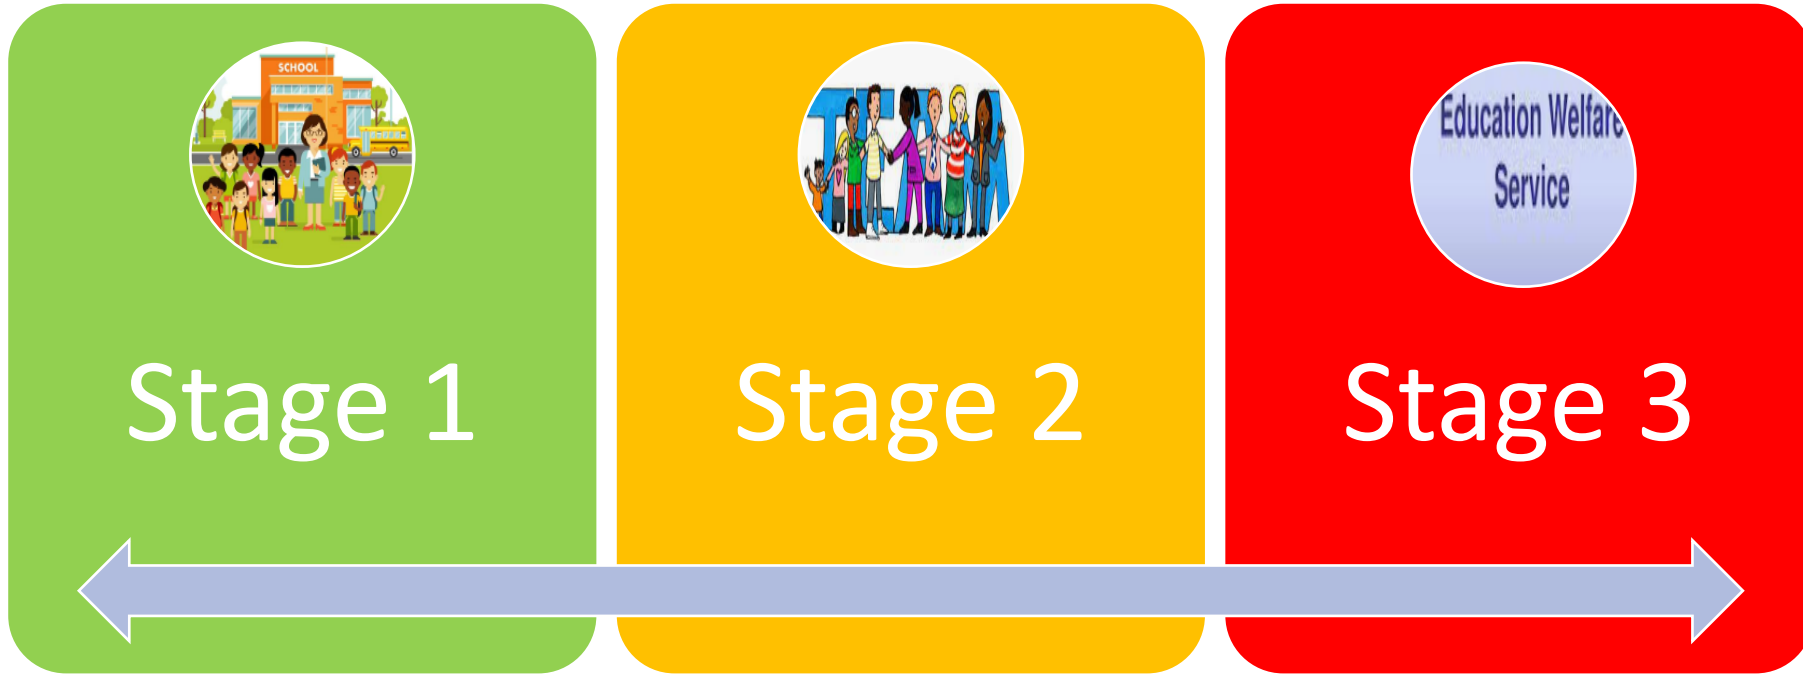 SCHOOL
TEAM
Education Welfare
Service
Stage 1
Stage 2
Stage 3